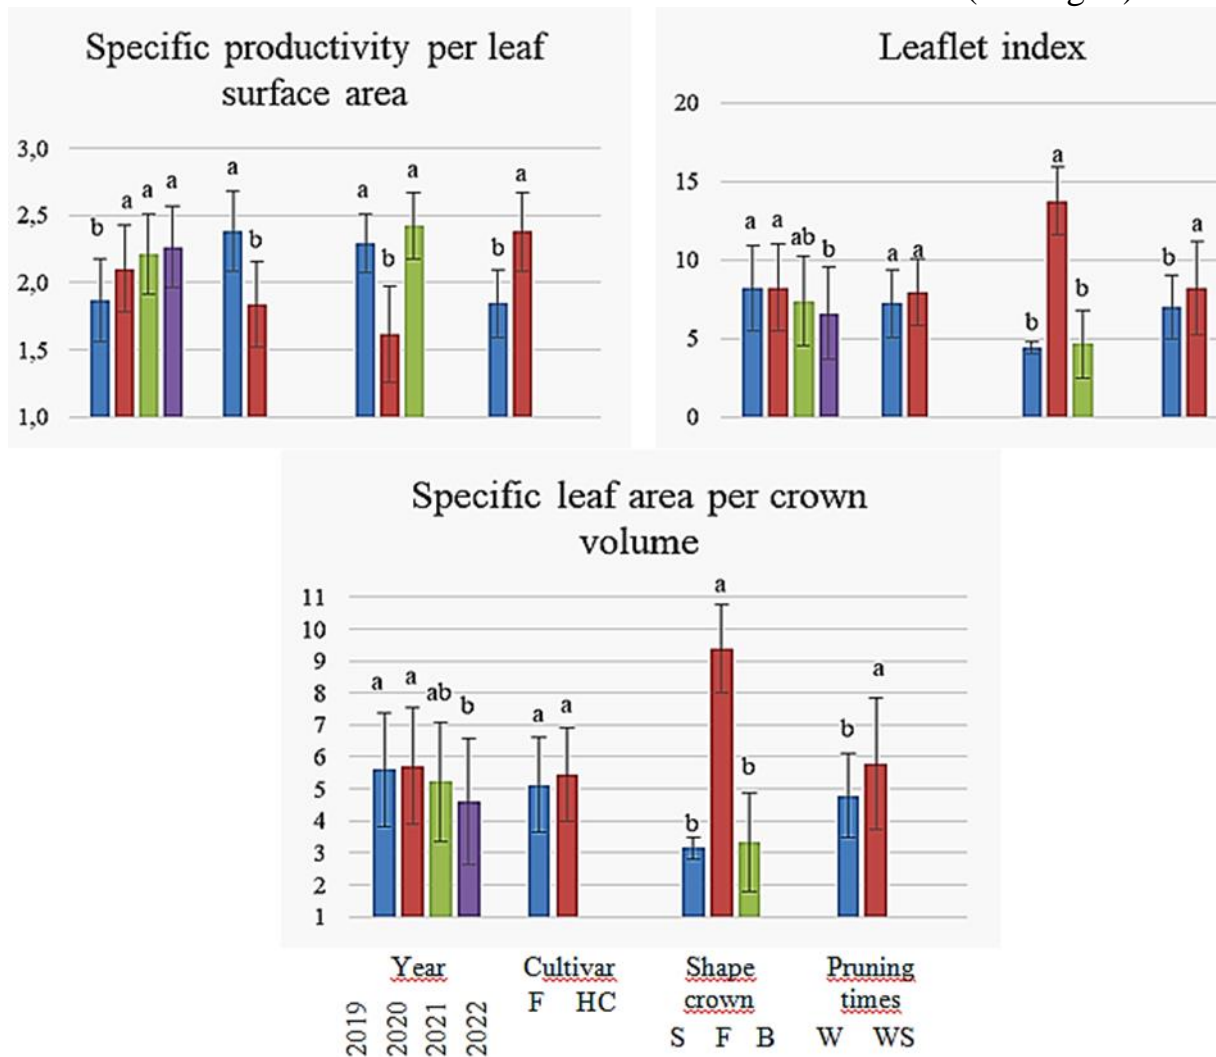 Specific productivity per leaf
surface area
3,0
2,5
2,0
1,5
1,0
b a a a a b a b a b a
Leaflet index
20
15
10
5
0
a a ab b a a b a b b a
Specific leaf area per crown
volume
11
10
9
8
7
6
5
4
3
2
1
a a ab b a a b a b b a
Year
2019 2020 2021 2022
Cultivar
F HC
Shape
crown
S F B
Pruning
times
W WS